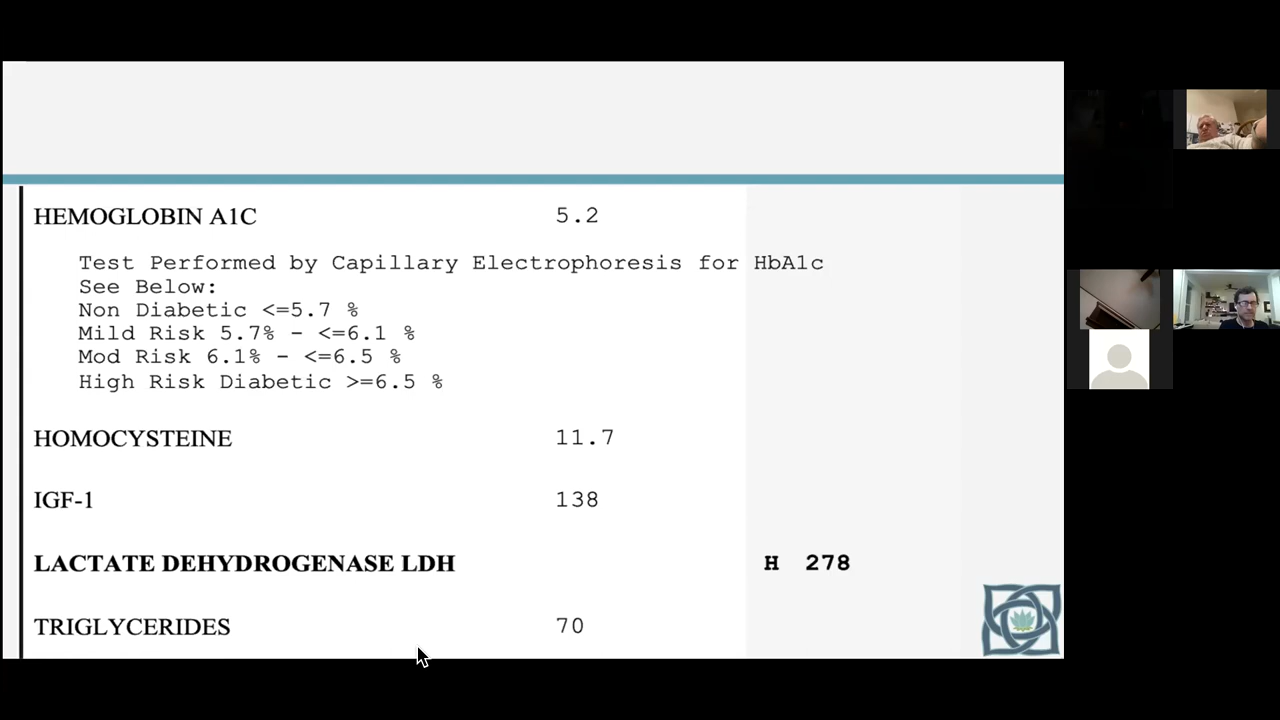 HEMOGLOBIN A1C 5.2
Test Performed by Capillary Electrophoresis for HbA1c
See Below:
Non Diabetic <=5.7 %
Mild Risk 5.7% - <=6.1 %
Mod Risk 6.1% - <=6.5 %
High Risk Diabetic >=6.5 %
HOMOCYSTEINE 11.7
IGF-1 138
LACTATE DEHYDROGENASE LDH H 278
TRIGLYCERIDES 70